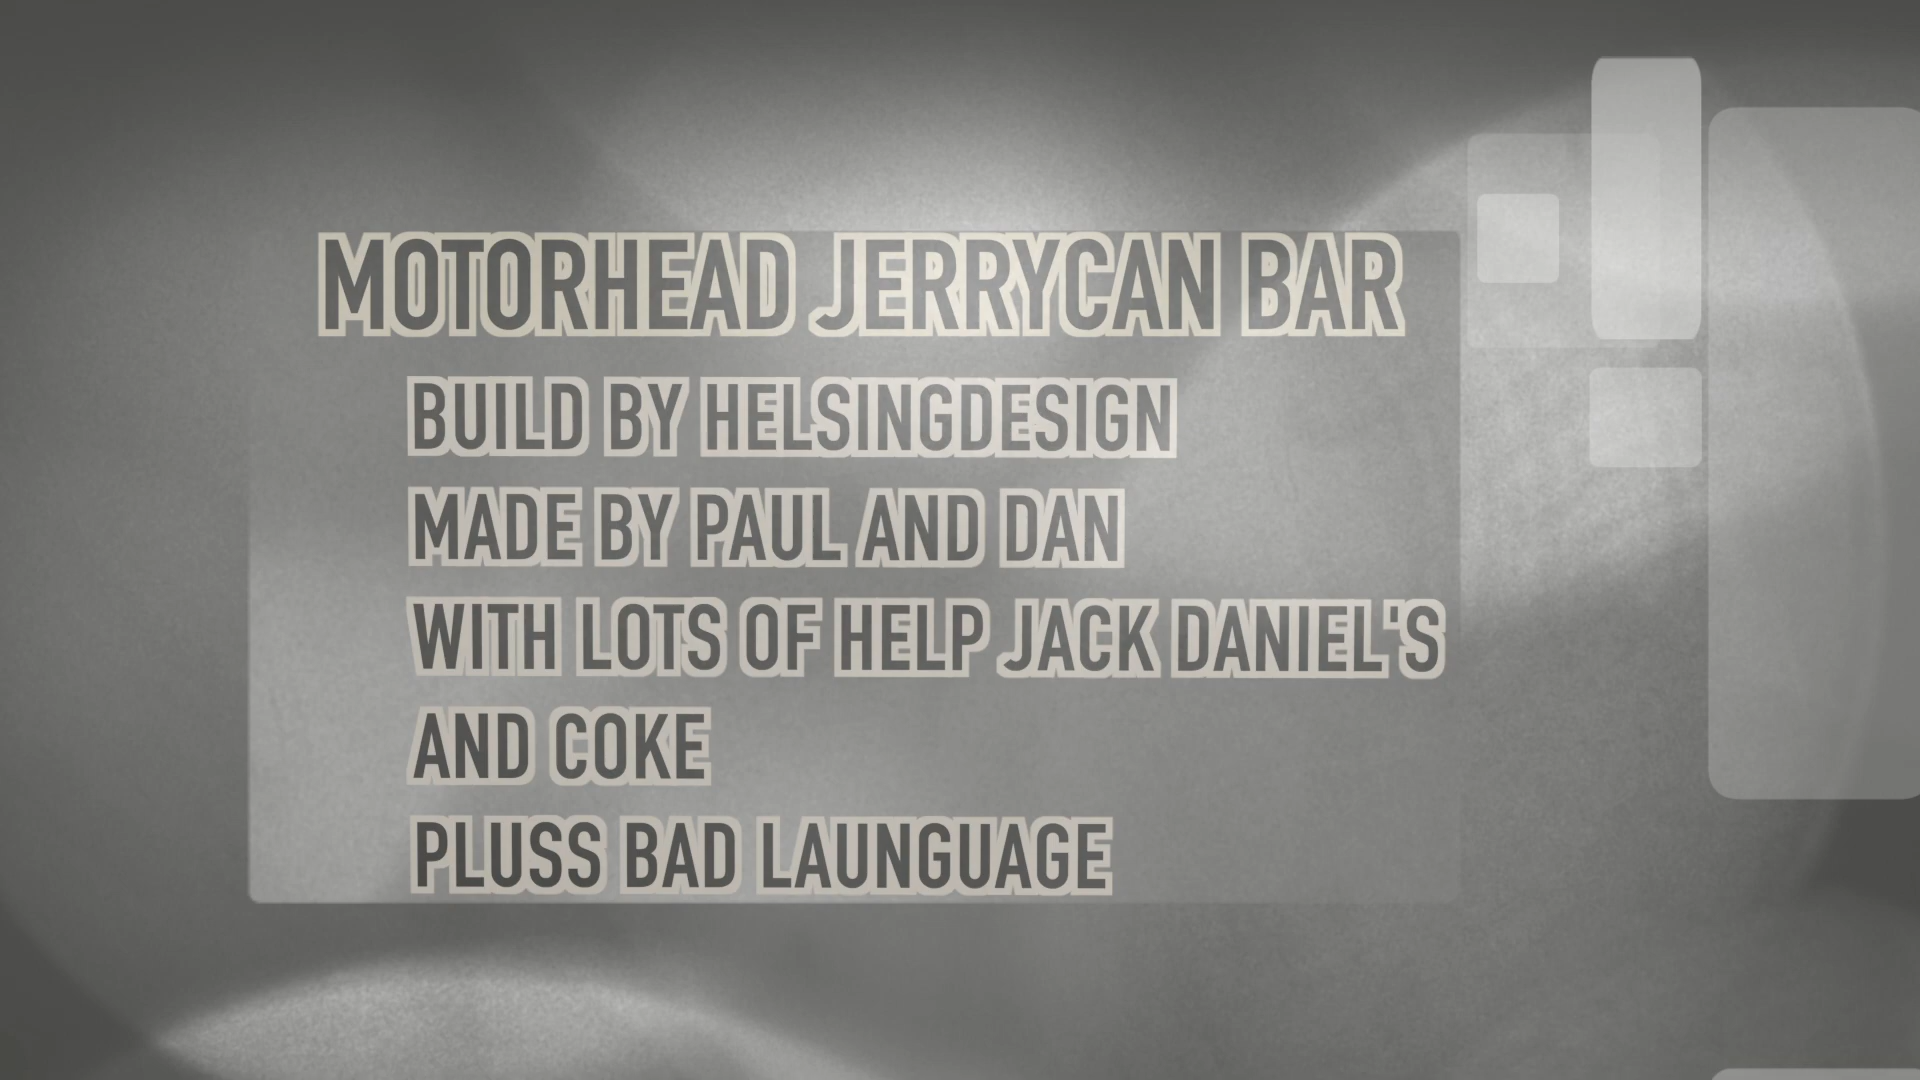 MOTORHEAD JERRYCAN BAR
BUILD BY HELSINGDESIGN
MADE BY PAUL AND DAN
WITH LOTS OF HELP JACK DANIEL'S
AND COKE
PLUSS BAD LAUNGUAGE